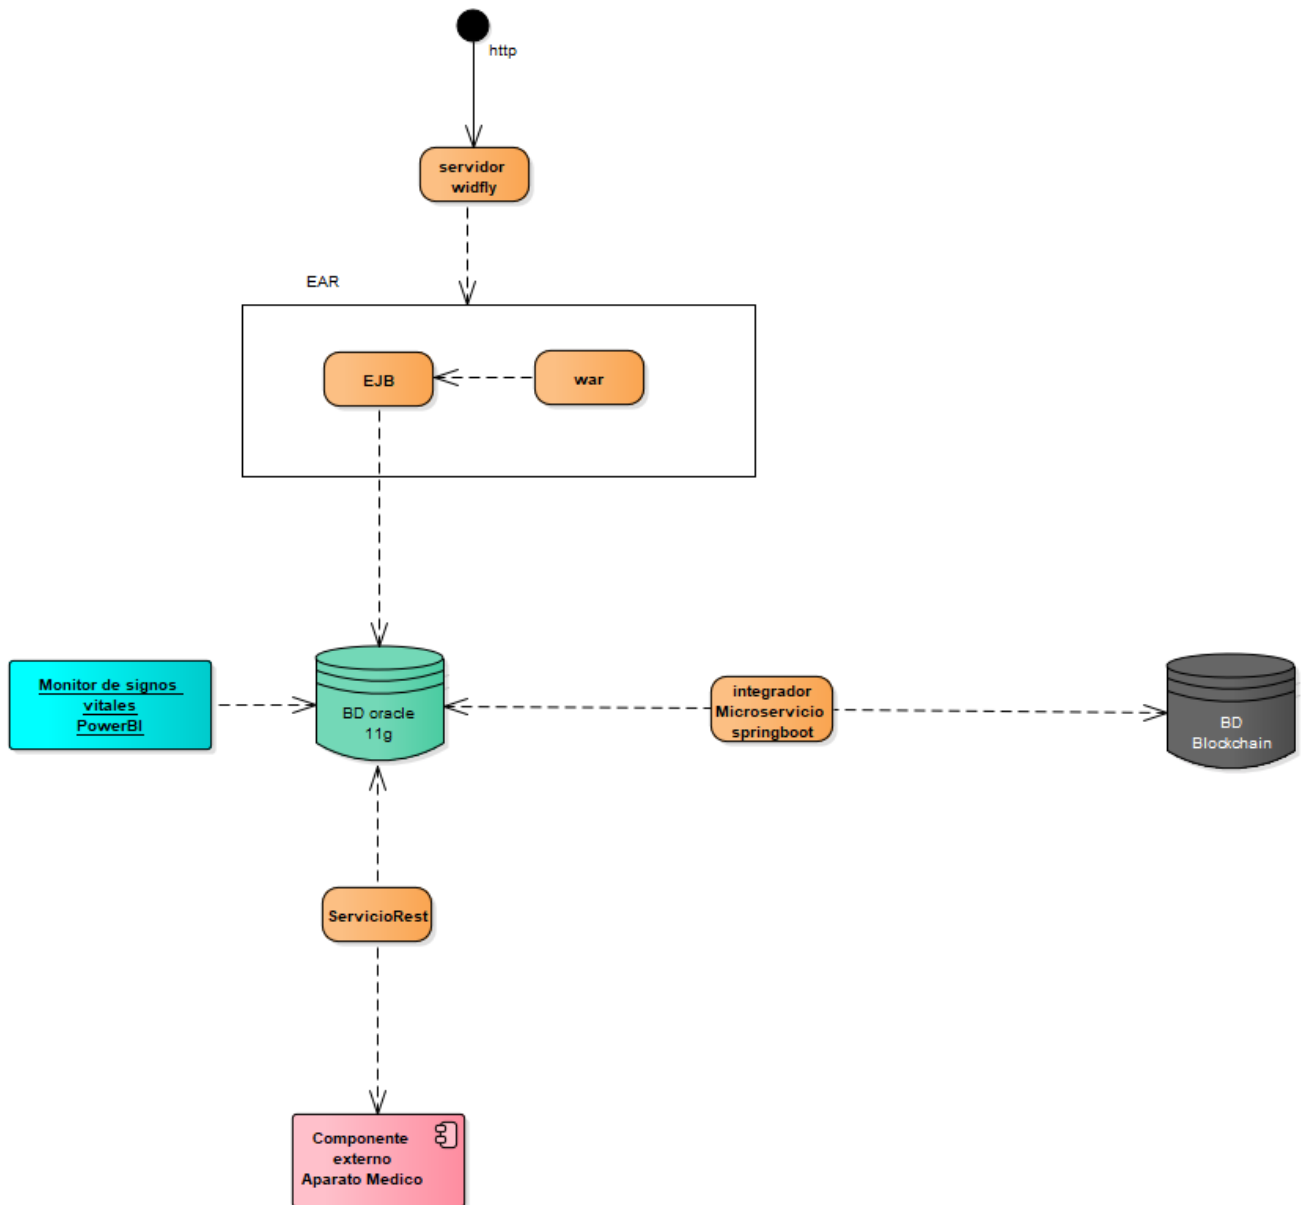 http
servidor
widfly
EAR
EJB
war
Monitor de signos
vitales
PowerBI
BD oracle
11g
integrador
Microservicio
springboot
BD
Blockchain
ServicioRest
Componente
externo
Aparato Medico